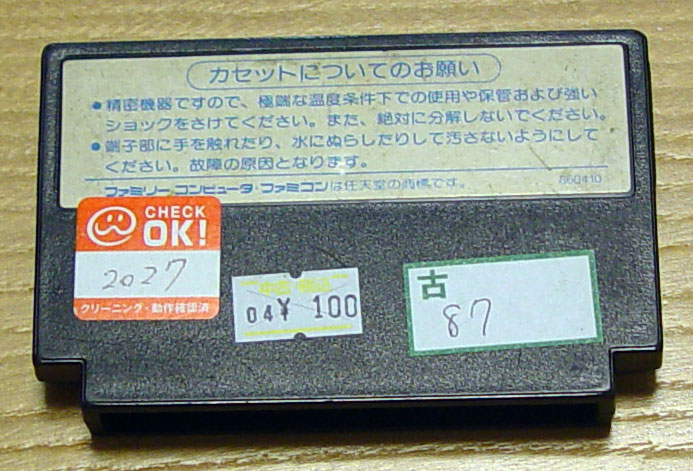 カセットについてのお願い
●精密機器ですので、極端な温度条件下での使用や保管および強い
ショックをさけてください。また、絶対に分解しないでください。
●端子部に手を触れたり、水にぬらしたりして汚さないようにして
ください。故障の原因となります。
ファミリーコンピュータ・ファミコンは任天堂の商標です。
860410
CHECK
OK!
2027
クリーニング・動作確認済
04¥ 100
古
87